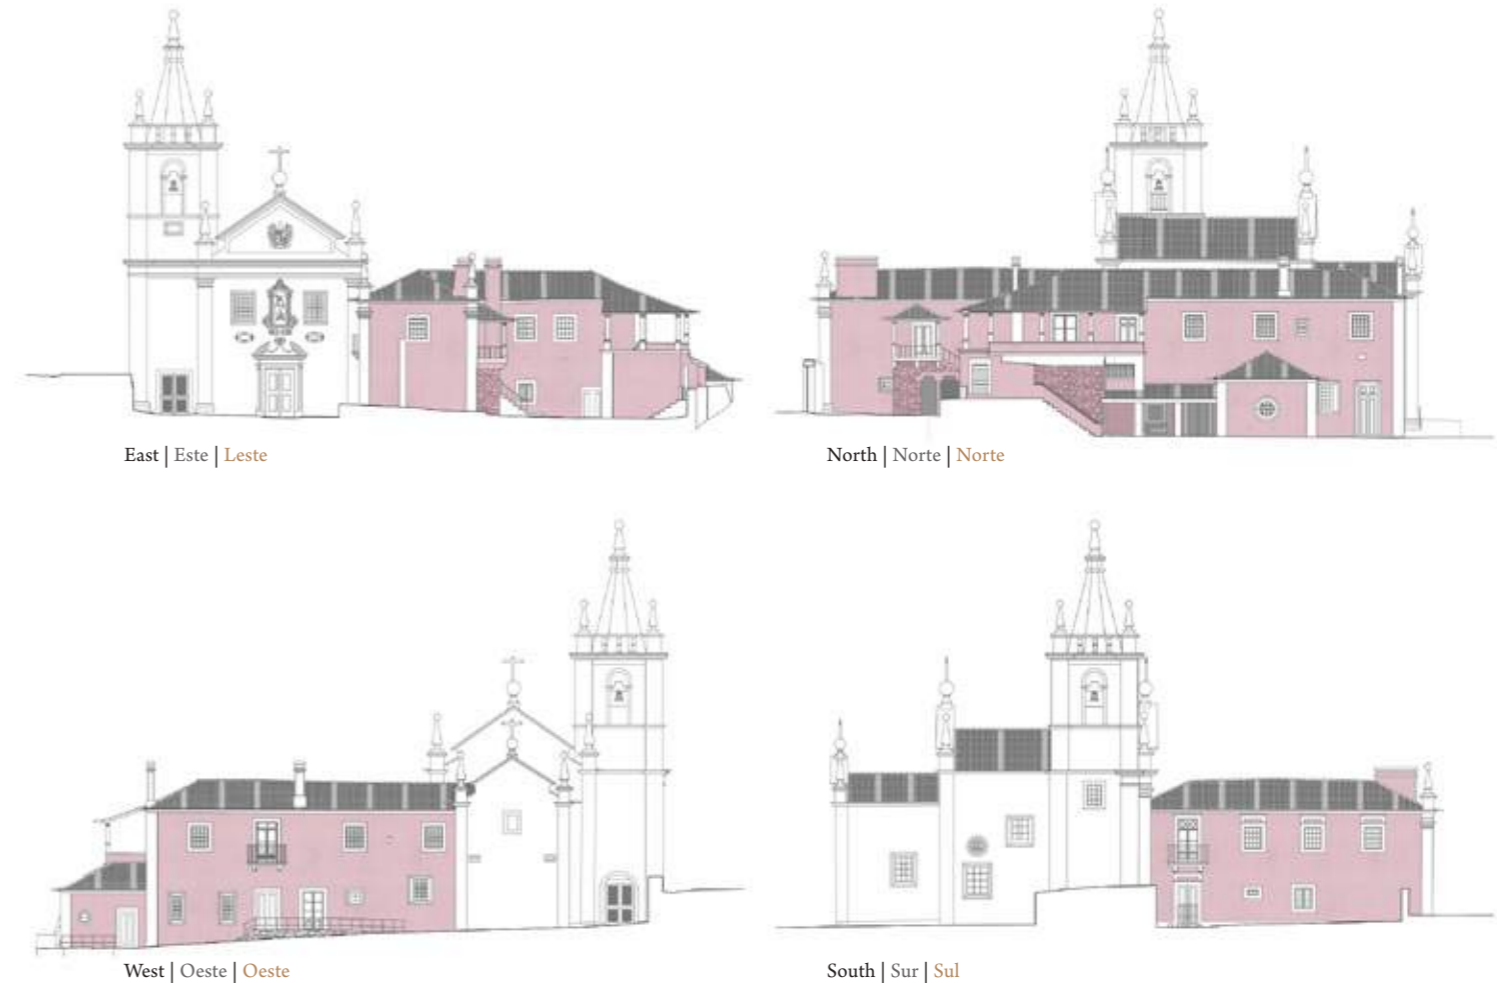 East | Este | Leste
North | Norte | Norte
West | Oeste | Oeste
South | Sur | Sul